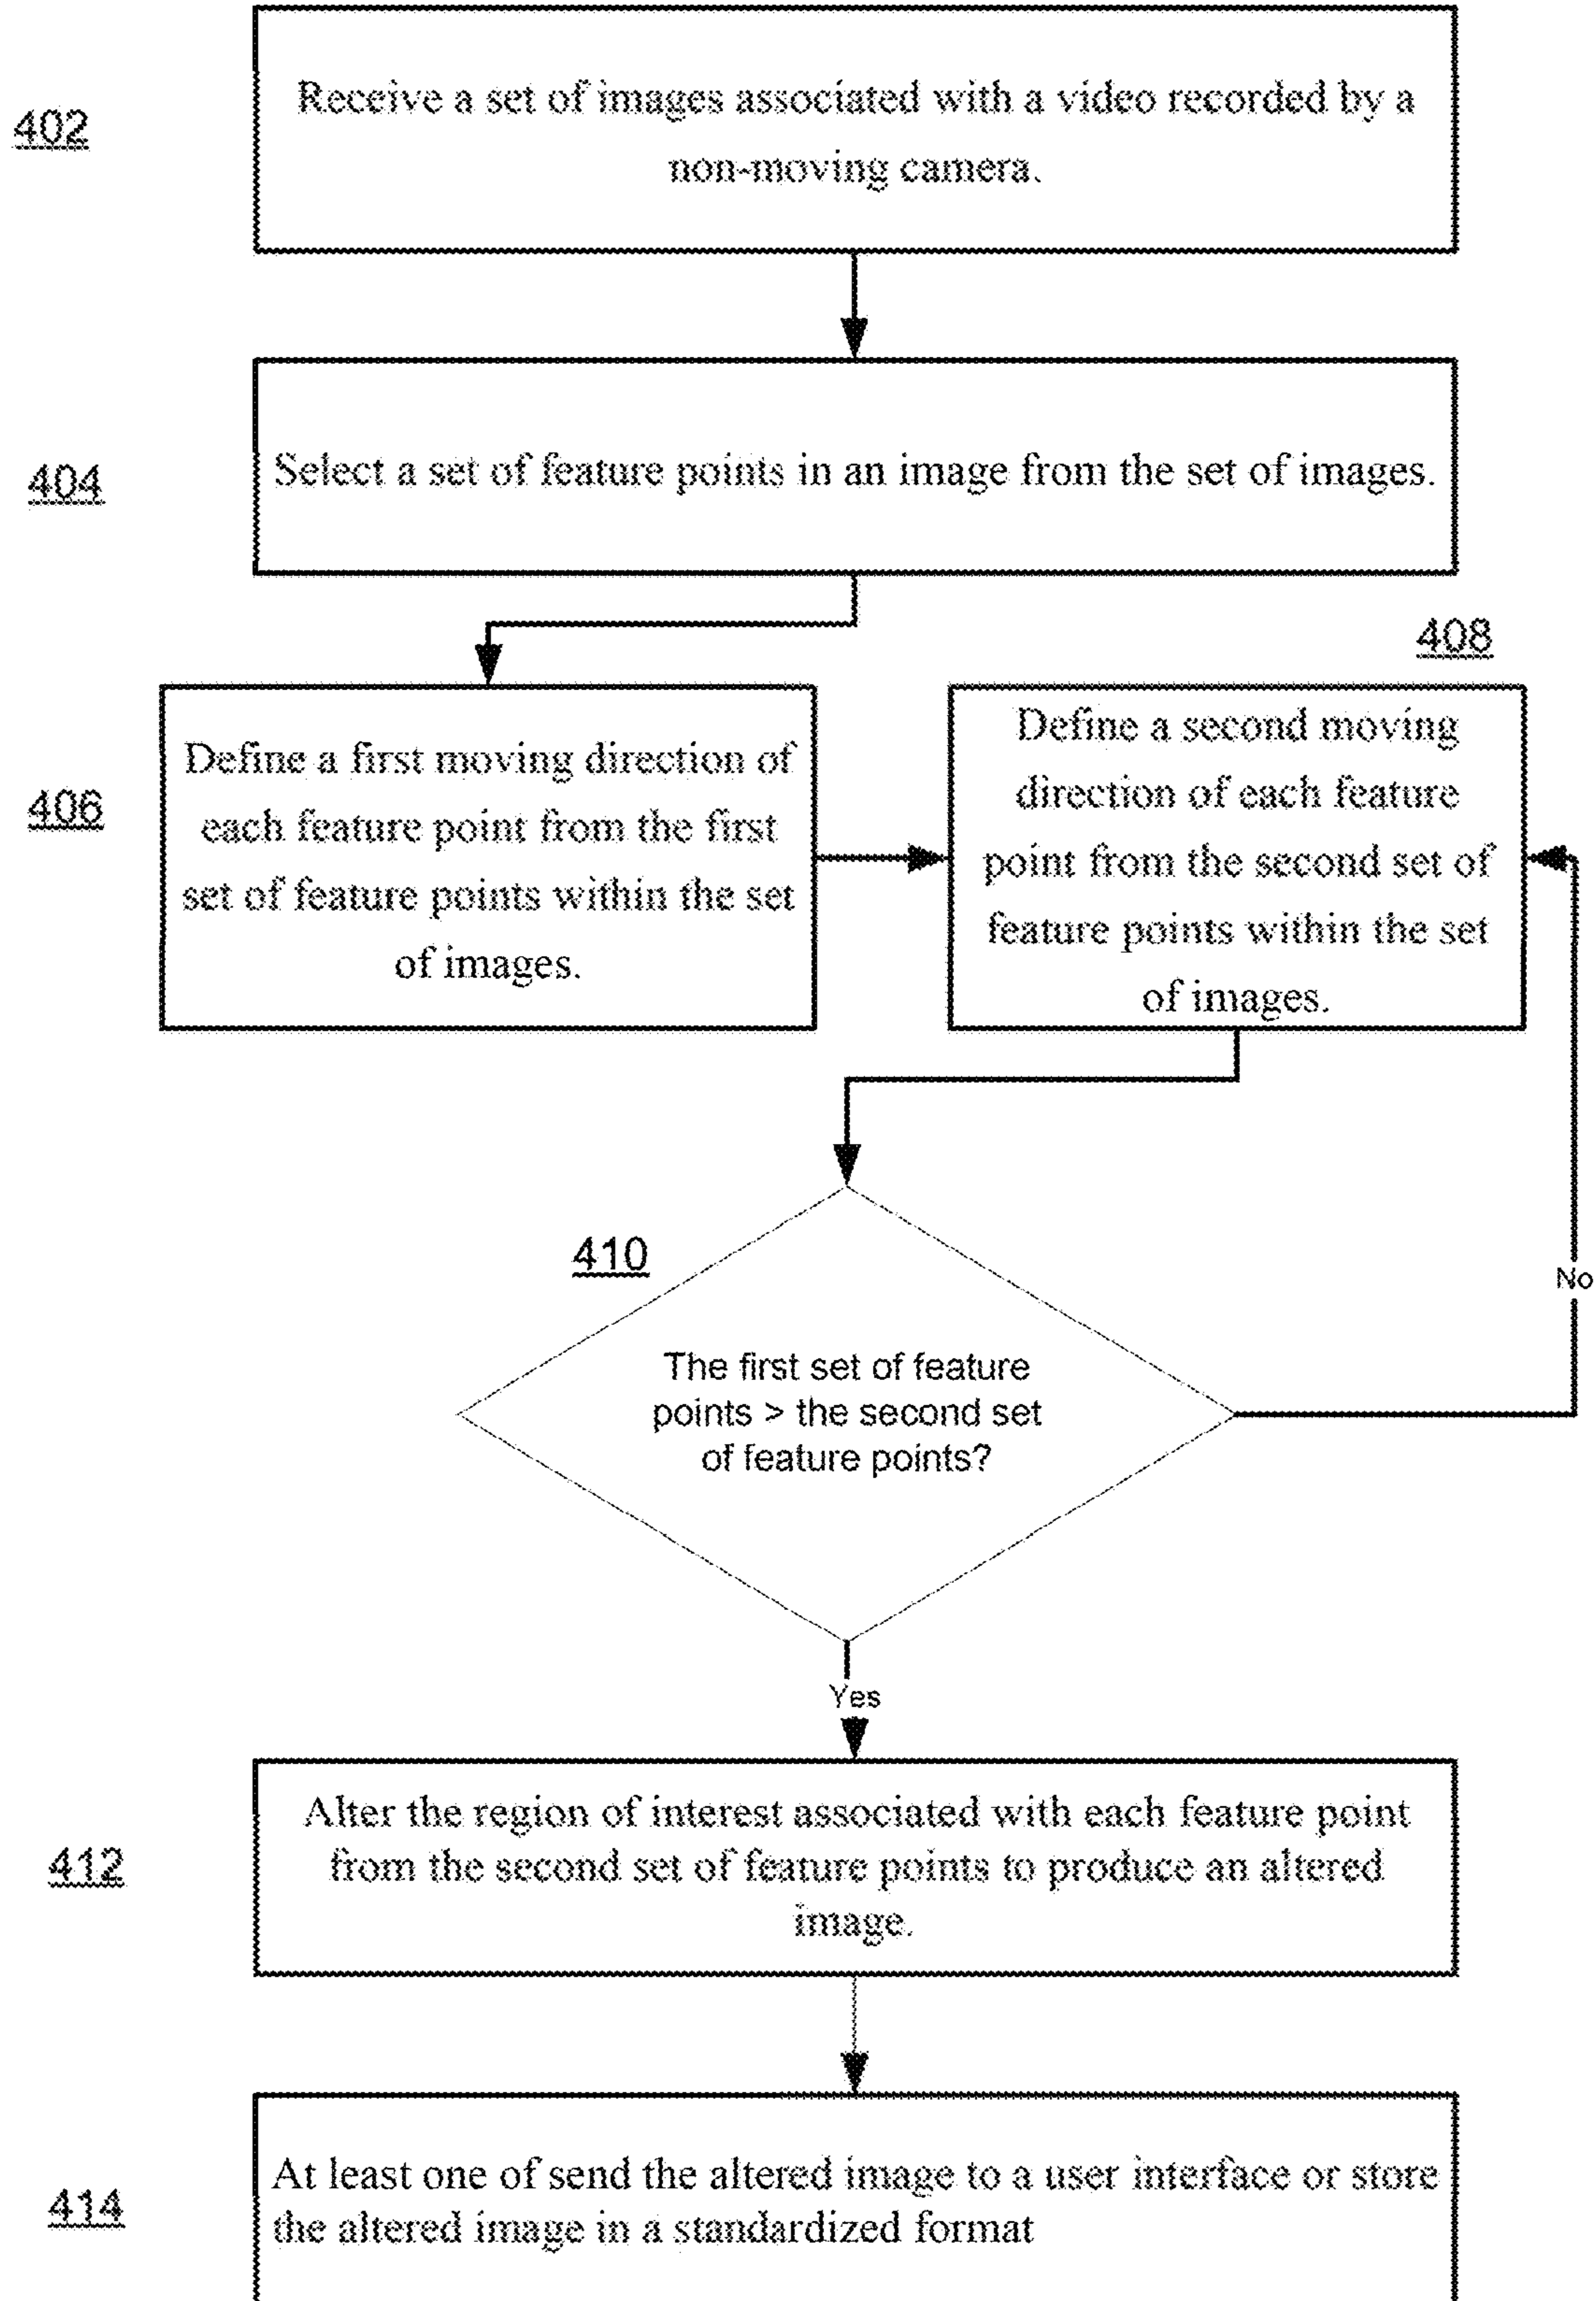 402
Receive a set of images associated with a video recorded by a
non-moving camera.
404
Select a set of feature points in an image from the set of images.
406
Define a first moving direction of
each feature point from the first
set of feature points within the set
of images.
408
Define a second moving
direction of each feature
point from the second set of
feature points within the set
of images.
410
The first set of feature
points > the second set
of feature points?
No
Yes
412
Alter the region of interest associated with each feature point
from the second set of feature points to produce an altered
image.
414
At least one of send the altered image to a user interface or store
the altered image in a standardized format